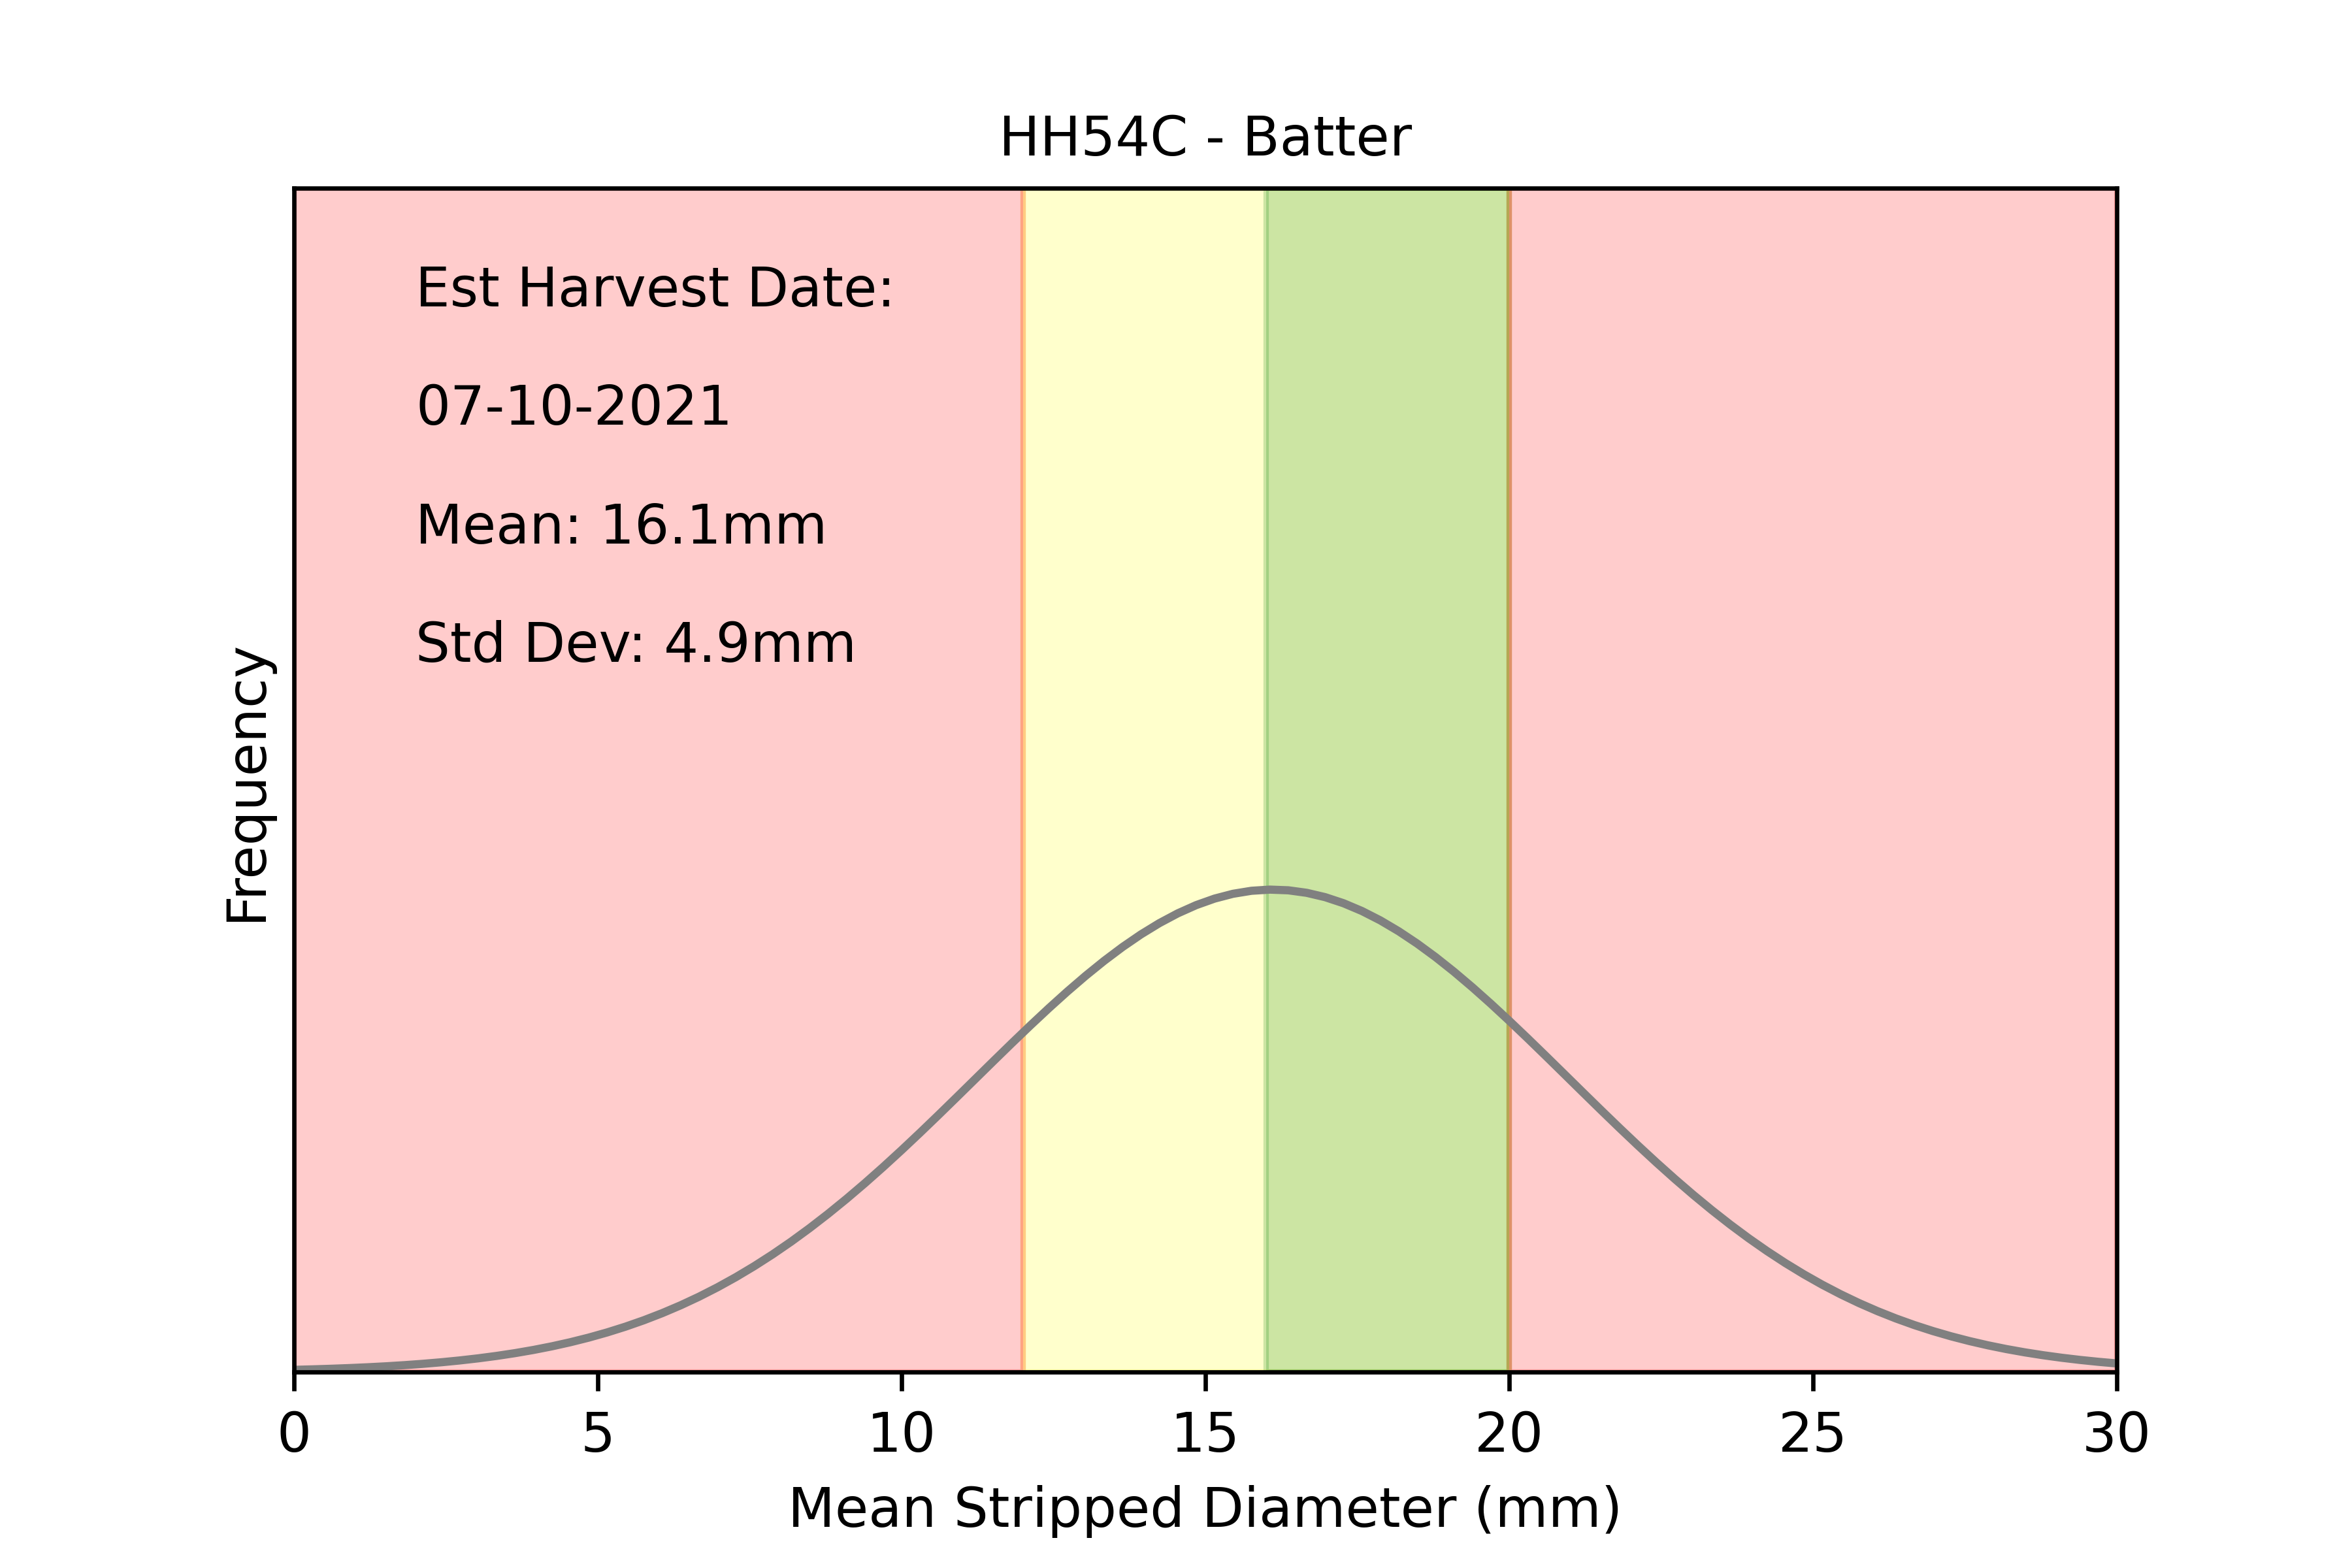 HH54C - Batter
Est Harvest Date:
07-10-2021
Mean: 16.1mm
Std Dev: 4.9mm
Frequency
0 5 10 15 20 25 30
Mean Stripped Diameter (mm)